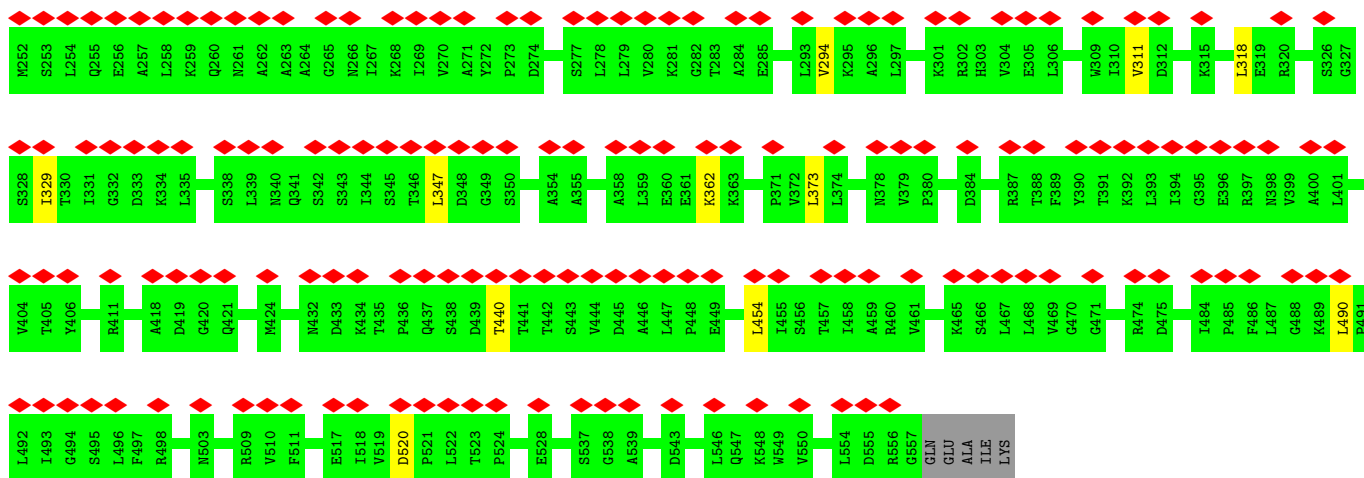 M252 S253 L254 Q255 E256 A257 L258 K259 Q260 N261 A262 A263 A264 G265 N266 I267 K268 I269 V270 A271 Y272 P273 D274 S277 L278 L279 V280 K281 G282 T283 A284 E285 L293 V294 K295 A296 L297 K301 R302 H303 V304 E305 L306 W309 I310 V311 D312 K315 L318 E319 R320 S326 G327
S328 I329 T330 I331 G332 D333 K334 L335 S338 L339 N340 Q341 S342 S343 I344 S345 T346 L347 D348 G349 S350 A354 A355 A358 L359 E360 E361 K362 K363 P371 V372 L373 L374 N378 V379 P380 D384 R387 T388 F389 Y390 T391 K392 L393 I394 G395 E396 R397 N398 V399 A400 L401
V404 T405 Y406 R411 A418 D419 G420 Q421 M424 N432 D433 K434 T435 P436 Q437 S438 D439 T440 T441 T442 S443 V444 D445 A446 L447 P448 E449 L454 I455 S456 T457 I458 A459 R460 V461 K465 S466 L467 L468 V469 G470 G471 R474 D475 I484 P485 F486 L487 G488 K489 L490 P491
L492 I493 G494 S495 L496 F497 R498 N503 R509 V510 F511 E517 I518 V519 D520 P521 L522 T523 P524 E528 S537 G538 A539 D543 L546 Q547 K548 W549 V550 L554 D555 R556 G557 GLN GLU ALA ILE LYS